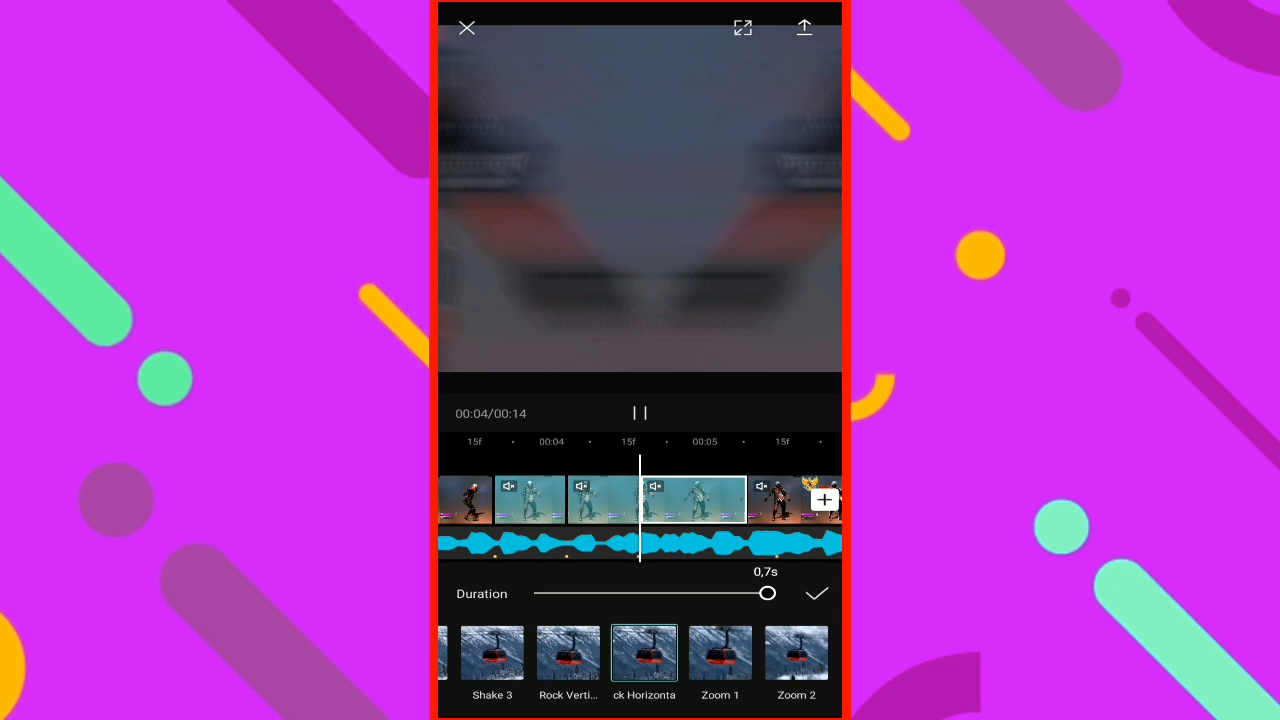 00:04/00:14
15f
00:04
15f
00:05
15f
0,7s
Duration
Shake 3
Rock Verti...
ck Horizonta
Zoom 1
Zoom 2